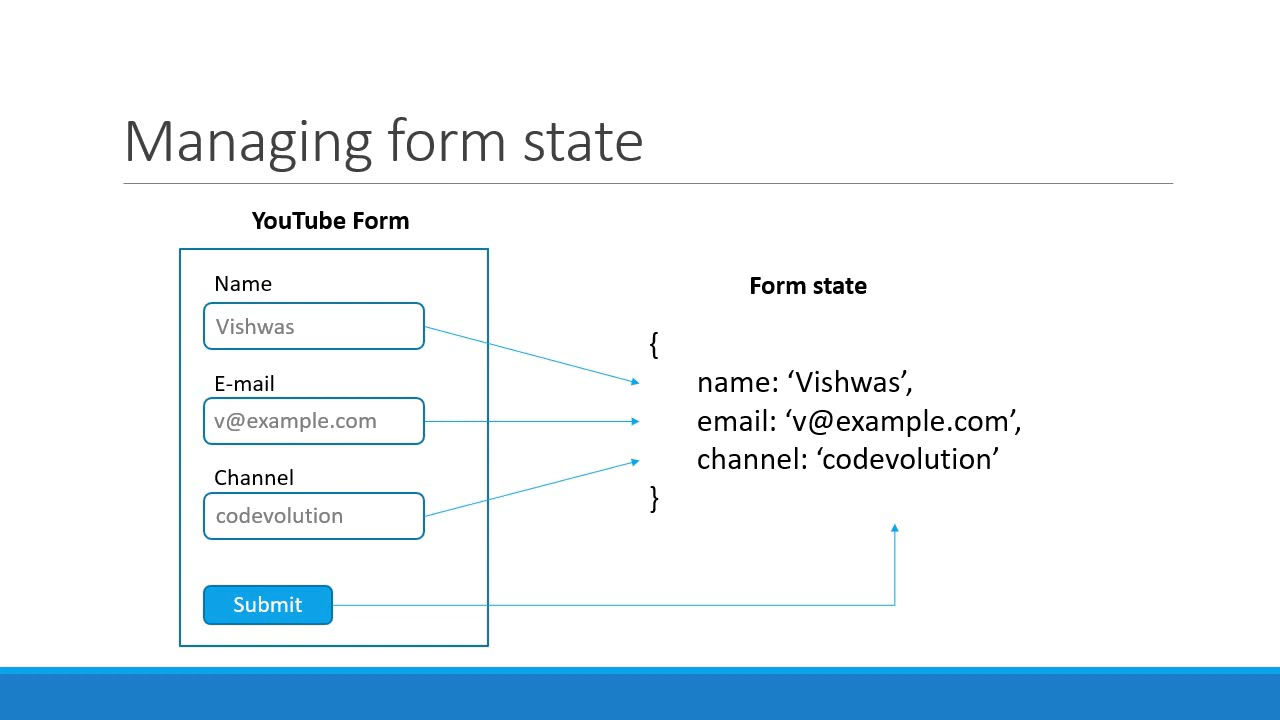 Managing form state
YouTube Form
Name
Vishwas
E-mail
v@example.com
Channel
codevolution
Submit
Form state
{
name: ‘Vishwas’,
email: ‘v@example.com’,
channel: ‘codevolution’
}